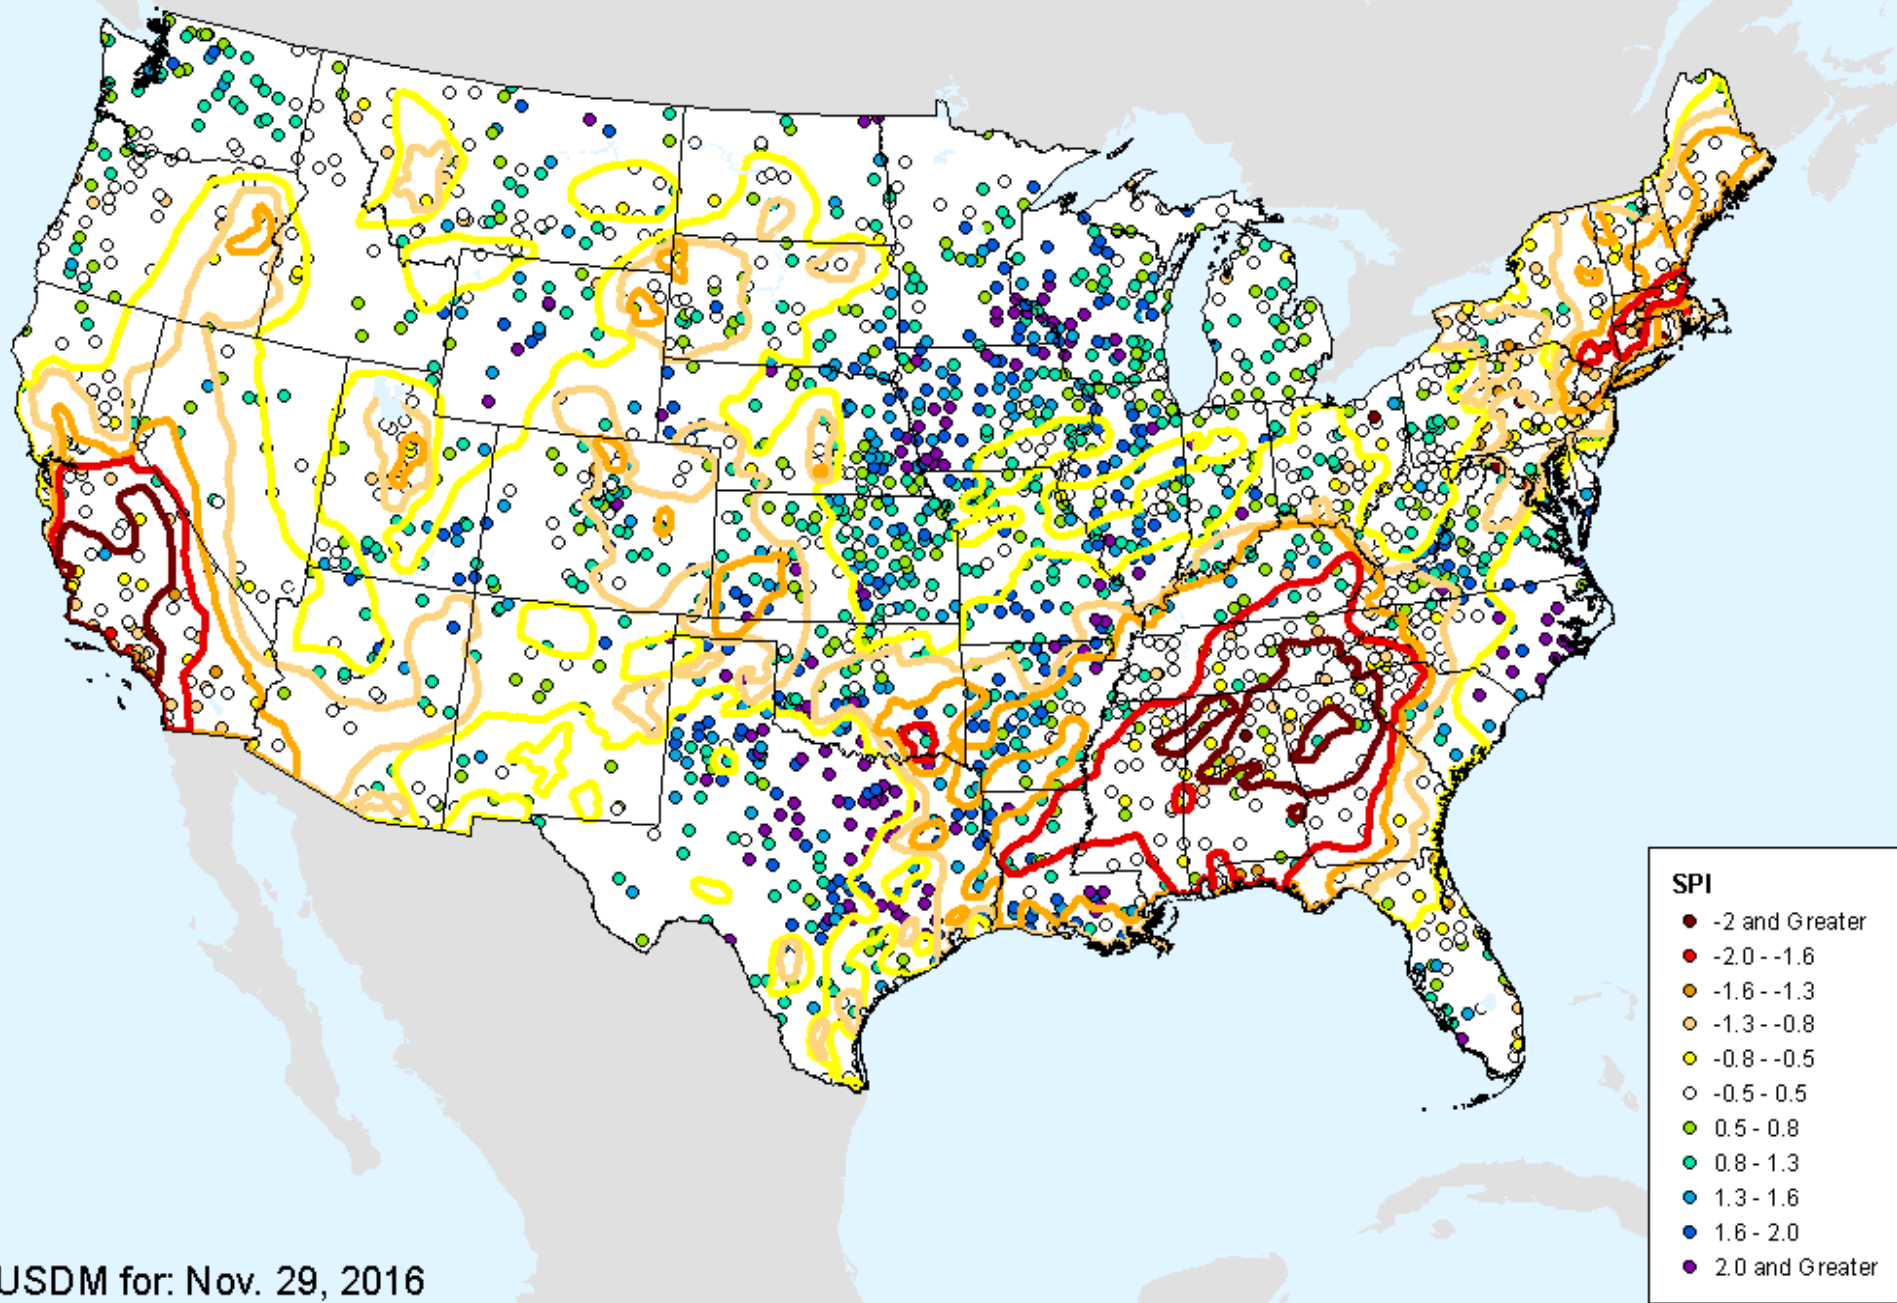 SPI
-2 and Greater
-2.0 - -1.6
-1.6 - -1.3
-1.3 - -0.8
-0.8 - -0.5
-0.5 - 0.5
0.5 - 0.8
0.8 - 1.3
1.3 - 1.6
1.6 - 2.0
2.0 and Greater
USDM for: Nov. 29, 2016